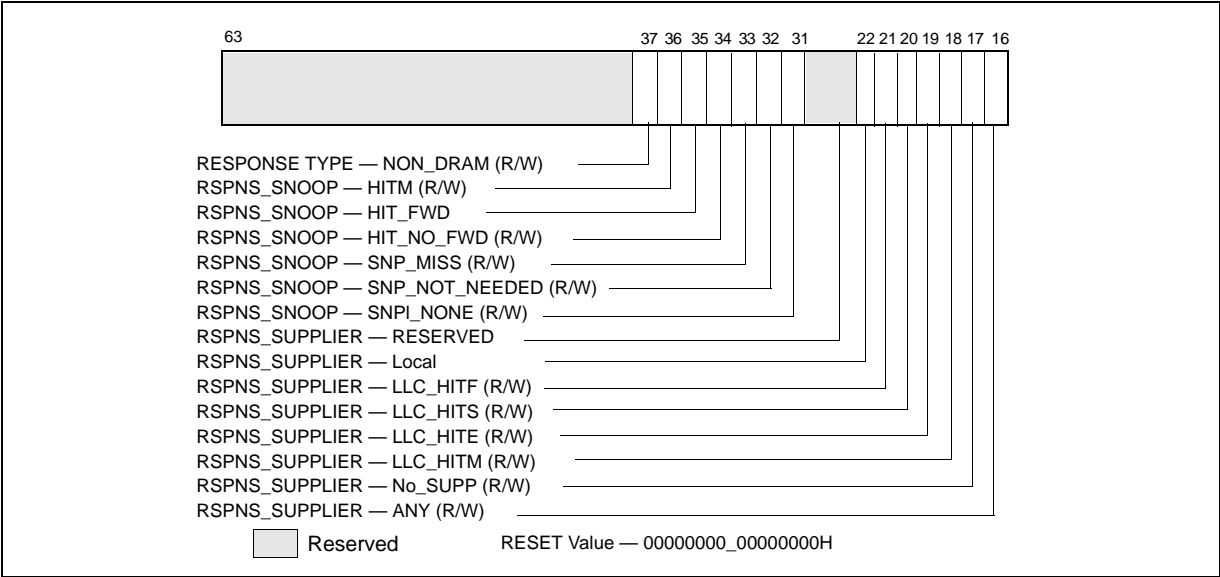 63 37 36 35 34 33 32 31 22 21 20 19 18 17 16
RESPONSE TYPE — NON_DRAM (R/W)
RSPNS_SNOOP — HITM (R/W)
RSPNS_SNOOP — HIT_FWD
RSPNS_SNOOP — HIT_NO_FWD (R/W)
RSPNS_SNOOP — SNP_MISS (R/W)
RSPNS_SNOOP — SNP_NOT_NEEDED (R/W)
RSPNS_SNOOP — SNPI_NONE (R/W)
RSPNS_SUPPLIER — RESERVED
RSPNS_SUPPLIER — Local
RSPNS_SUPPLIER — LLC_HITF (R/W)
RSPNS_SUPPLIER — LLC_HITS (R/W)
RSPNS_SUPPLIER — LLC_HITE (R/W)
RSPNS_SUPPLIER — LLC_HITM (R/W)
RSPNS_SUPPLIER — No_SUPP (R/W)
RSPNS_SUPPLIER — ANY (R/W)
Reserved RESET Value — 00000000_00000000H